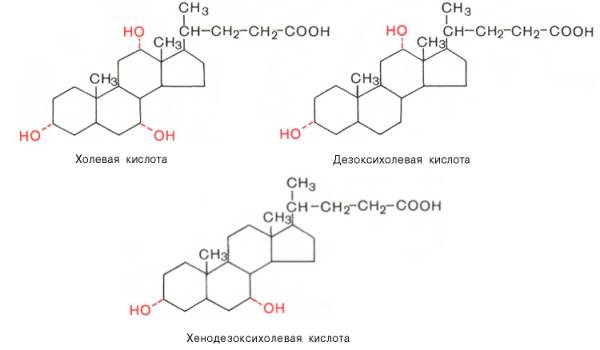 CH₃
CH—CH₂—CH₂—COOH
HO
CH₃
CH₃
HO
OH
Холевая кислота
CH₃
CH—CH₂—CH₂—COOH
HO
CH₃
CH₃
HO
Дезоксихолевая кислота
CH₃
CH—CH₂—CH₂—COOH
CH₃
CH₃
HO
OH
Хенодезоксихолевая кислота